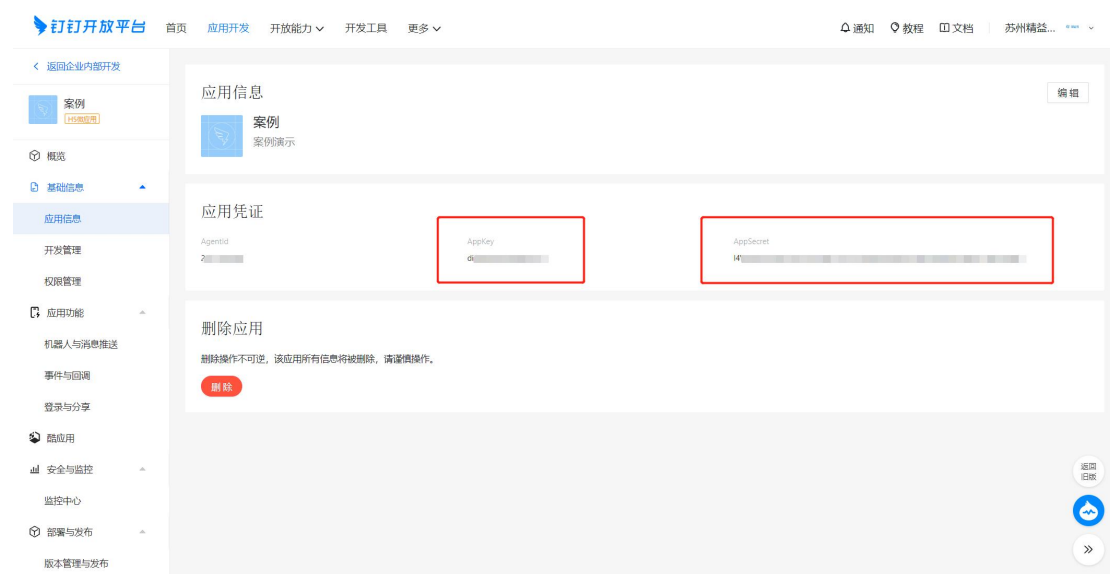 钉钉开放平台 首页 应用开发 开放能力 开发工具 更多 通知 教程 文档 苏州精益...
返回企业内部开发
案例
H5微应用
概览
基础信息
应用信息
开发管理
权限管理
应用功能
机器人与消息推送
事件与回调
登录与分享
酷应用
安全与监控
监控中心
部署与发布
版本管理与发布
应用信息
编辑
案例
案例演示
应用凭证
AgentId AppKey AppSecret
2 di l4
删除应用
删除操作不可逆，该应用所有信息将被删除，请谨慎操作。
删除
返回
旧版